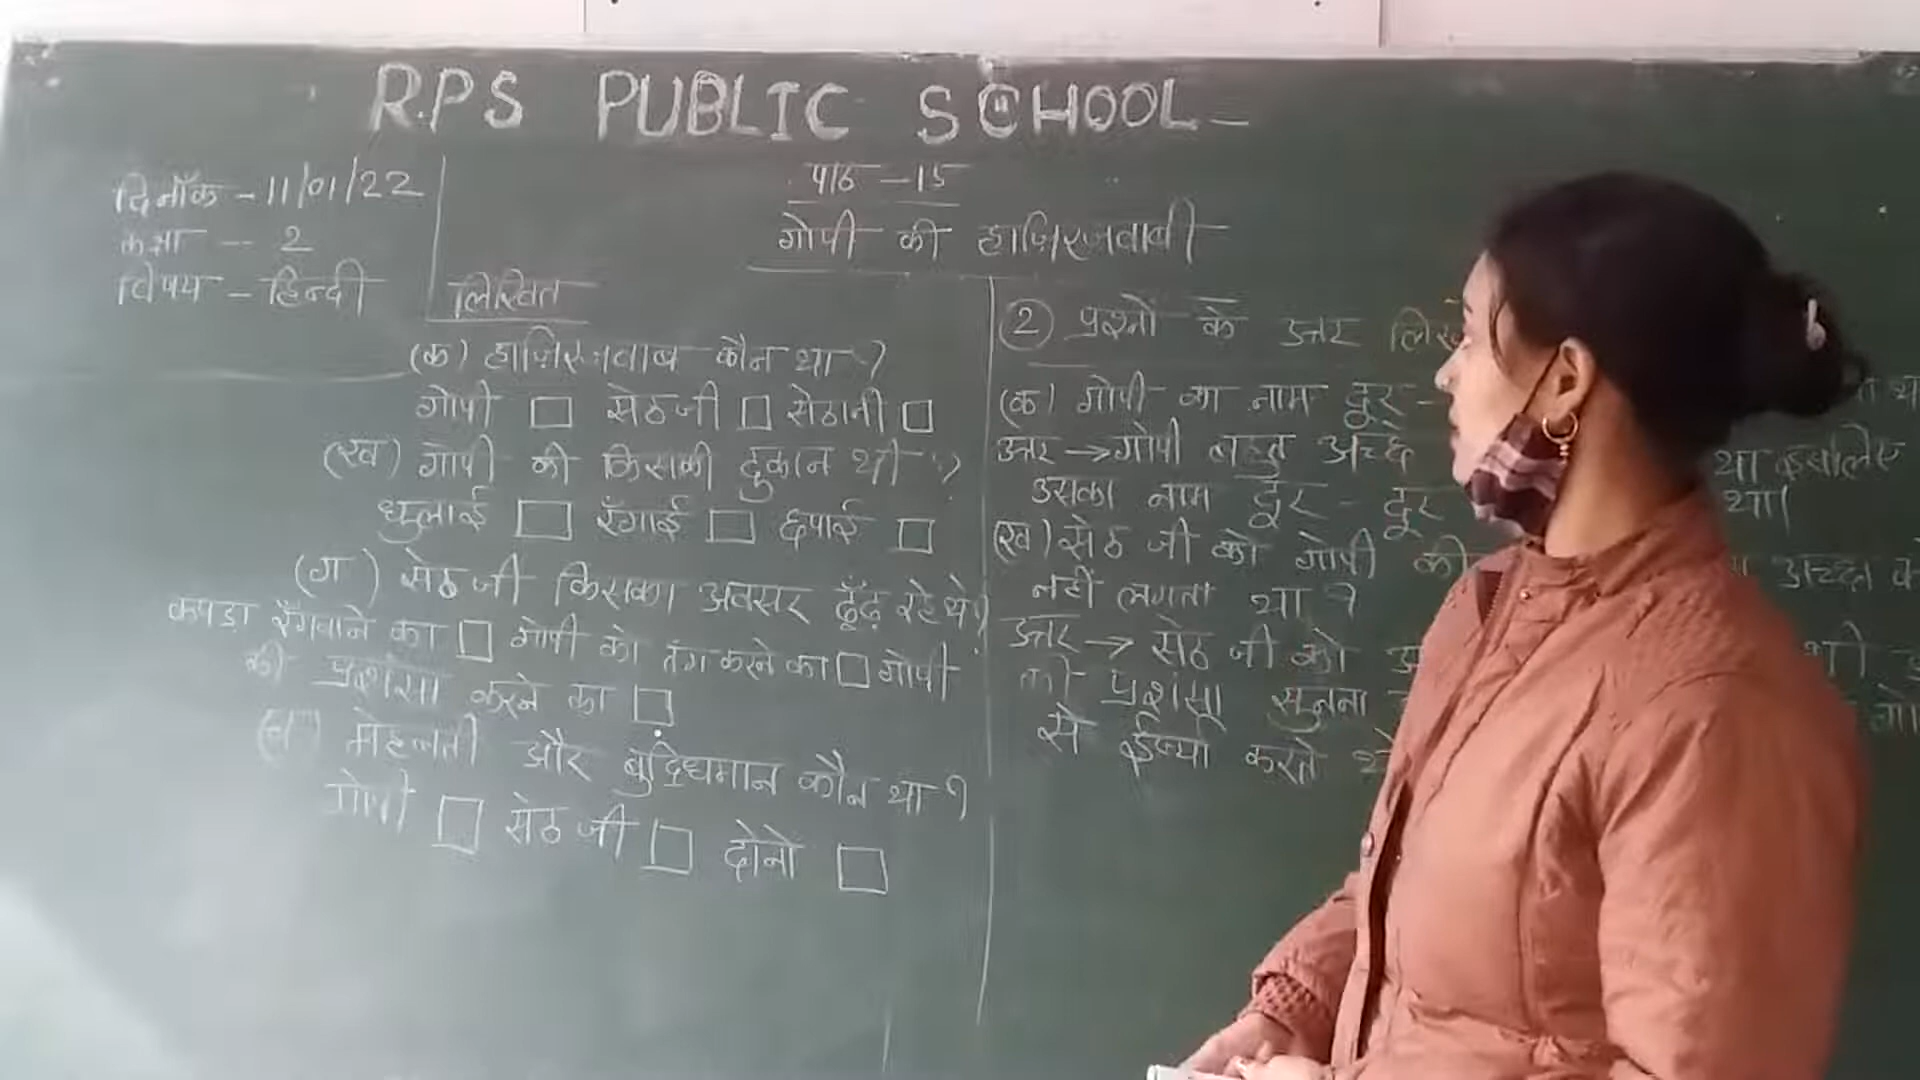 R.P.S PUBLIC SCHOOL
दिनाँक - 11/01/22
कक्षा - 2
विषय - हिन्दी
पाठ - 15
गोपी की हाज़िरजवाबी
लिखित
(क) हाज़िरजवाब कौन था ?
गोपी □ सेठ जी □ सेठानी □
(ख) गोपी की किसकी दुकान थी ?
धुलाई □ रँगाई □ छपाई □
(ग) सेठ जी किसका अवसर ढूँढ़ रहे थे ?
कपड़ा रँगवाने का □ गोपी को तंग करने का □ गोपी
की प्रशंसा करने का □
मेहनती और बुद्धिमान कौन था ?
गोपी □ सेठ जी □ दोनों □
② प्रश्नों के उत्तर
(क) गोपी का नाम दूर -
उत्तर → गोपी बहुत अच्छे था इसलिए
उसका नाम दूर - दूर था।
(ख) सेठ जी को गोपी की
नहीं लगता था ?
उत्तर → सेठ जी को
की प्रशंसा सुनना
से ईर्ष्या करते